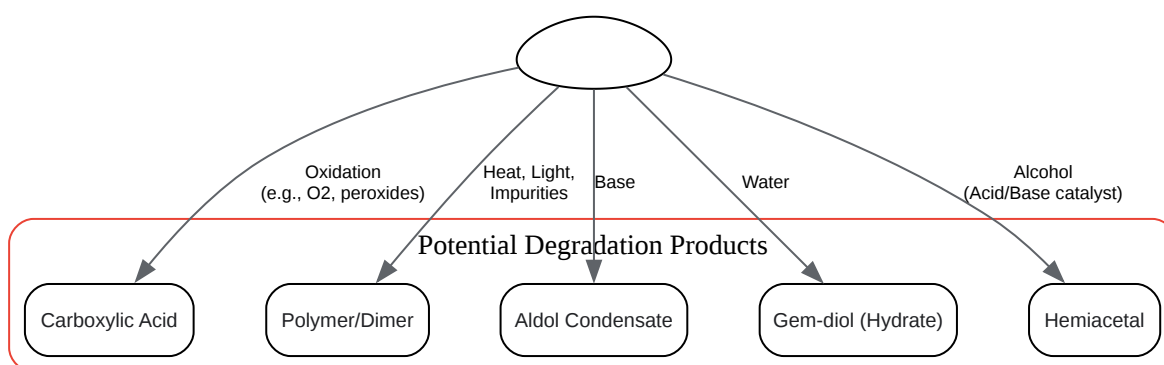 Oxidation
(e.g., O2, peroxides)
Heat, Light,
Impurities
Base
Water
Alcohol
(Acid/Base catalyst)
Potential Degradation Products
Carboxylic Acid
Polymer/Dimer
Aldol Condensate
Gem-diol (Hydrate)
Hemiacetal